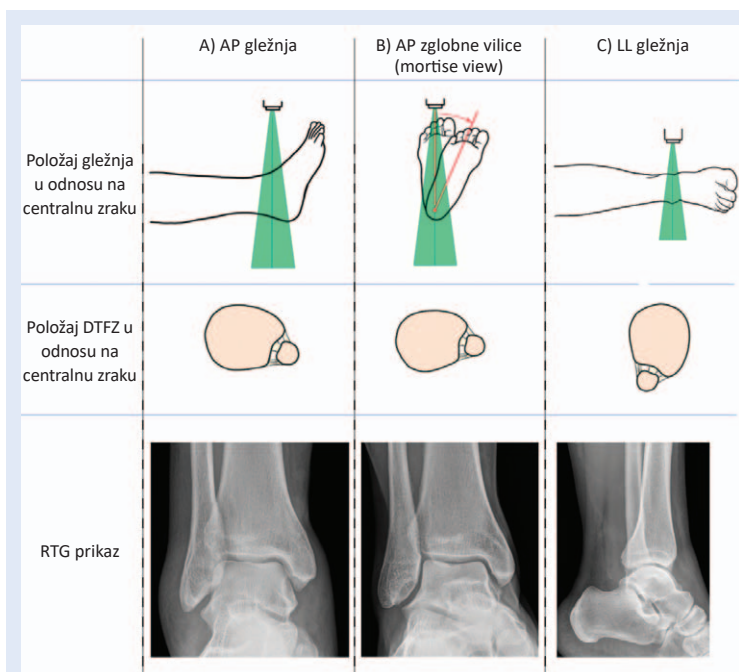 A) AP gležnja
B) AP zglobne vilice
(mortise view)
C) LL gležnja
Položaj gležnja
u odnosu na
centralnu zraku
Položaj DTFZ u
odnosu na
centralnu zraku
RTG prikaz